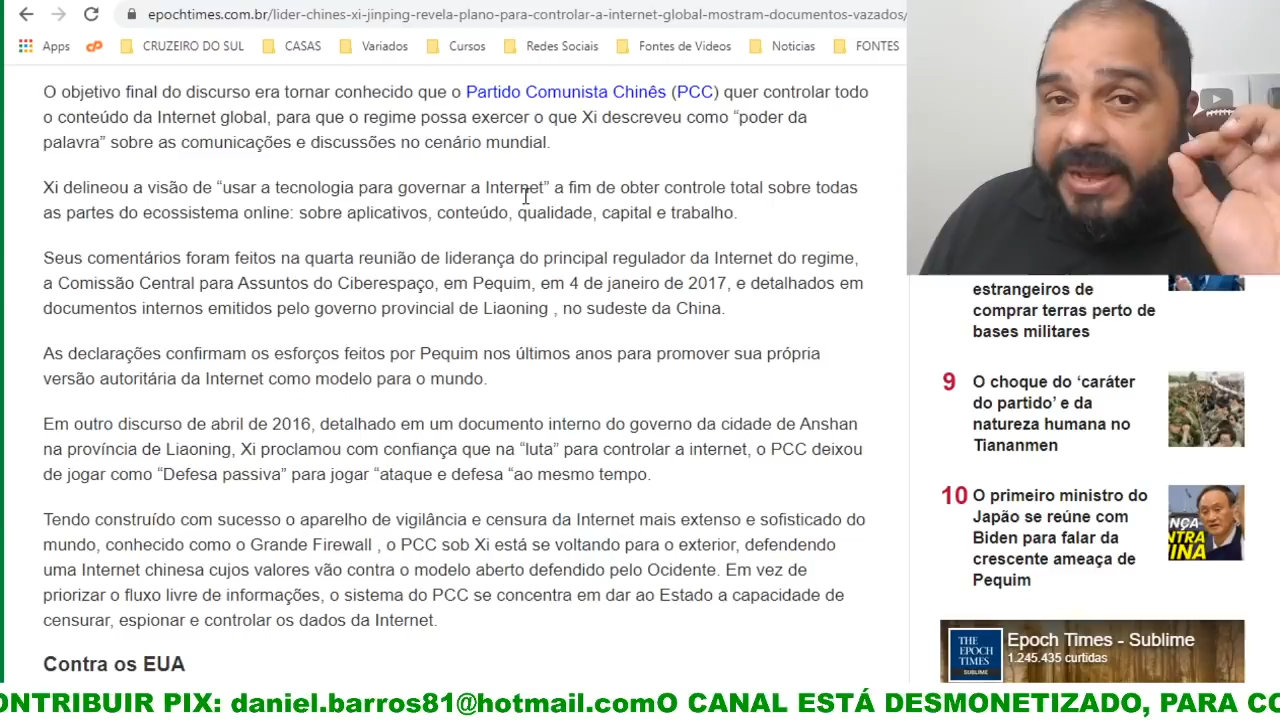 epochtimes.com.br/lider-chines-xi-jinping-revela-plano-para-controlar-a-internet-global-mostram-documentos-vazados/
Apps CRUZEIRO DO SUL CASAS Variados Cursos Redes Sociais Fontes de Videos Noticias FONTES
O objetivo final do discurso era tornar conhecido que o Partido Comunista Chinês (PCC) quer controlar todo
o conteúdo da Internet global, para que o regime possa exercer o que Xi descreveu como “poder da
palavra” sobre as comunicações e discussões no cenário mundial.
Xi delineou a visão de “usar a tecnologia para governar a Internet” a fim de obter controle total sobre todas
as partes do ecossistema online: sobre aplicativos, conteúdo, qualidade, capital e trabalho.
Seus comentários foram feitos na quarta reunião de liderança do principal regulador da Internet do regime,
a Comissão Central para Assuntos do Ciberespaço, em Pequim, em 4 de janeiro de 2017, e detalhados em
documentos internos emitidos pelo governo provincial de Liaoning , no sudeste da China.
As declarações confirmam os esforços feitos por Pequim nos últimos anos para promover sua própria
versão autoritária da Internet como modelo para o mundo.
Em outro discurso de abril de 2016, detalhado em um documento interno do governo da cidade de Anshan
na província de Liaoning, Xi proclamou com confiança que na “luta” para controlar a internet, o PCC deixou
de jogar como “Defesa passiva” para jogar “ataque e defesa “ao mesmo tempo.
Tendo construído com sucesso o aparelho de vigilância e censura da Internet mais extenso e sofisticado do
mundo, conhecido como o Grande Firewall , o PCC sob Xi está se voltando para o exterior, defendendo
uma Internet chinesa cujos valores vão contra o modelo aberto defendido pelo Ocidente. Em vez de
priorizar o fluxo livre de informações, o sistema do PCC se concentra em dar ao Estado a capacidade de
censurar, espionar e controlar os dados da Internet.
Contra os EUA
estrangeiros de
comprar terras perto de
bases militares
9 O choque do ‘caráter
do partido’ e da
natureza humana no
Tiananmen
10 O primeiro ministro do
Japão se reúne com
Biden para falar da
crescente ameaça de
Pequim
THE
EPOCH
TIMES
SUBLIME
Epoch Times - Sublime
1.245.435 curtidas
ONTRIBUIR PIX: daniel.barros81@hotmail.comO CANAL ESTÁ DESMONETIZADO, PARA CO